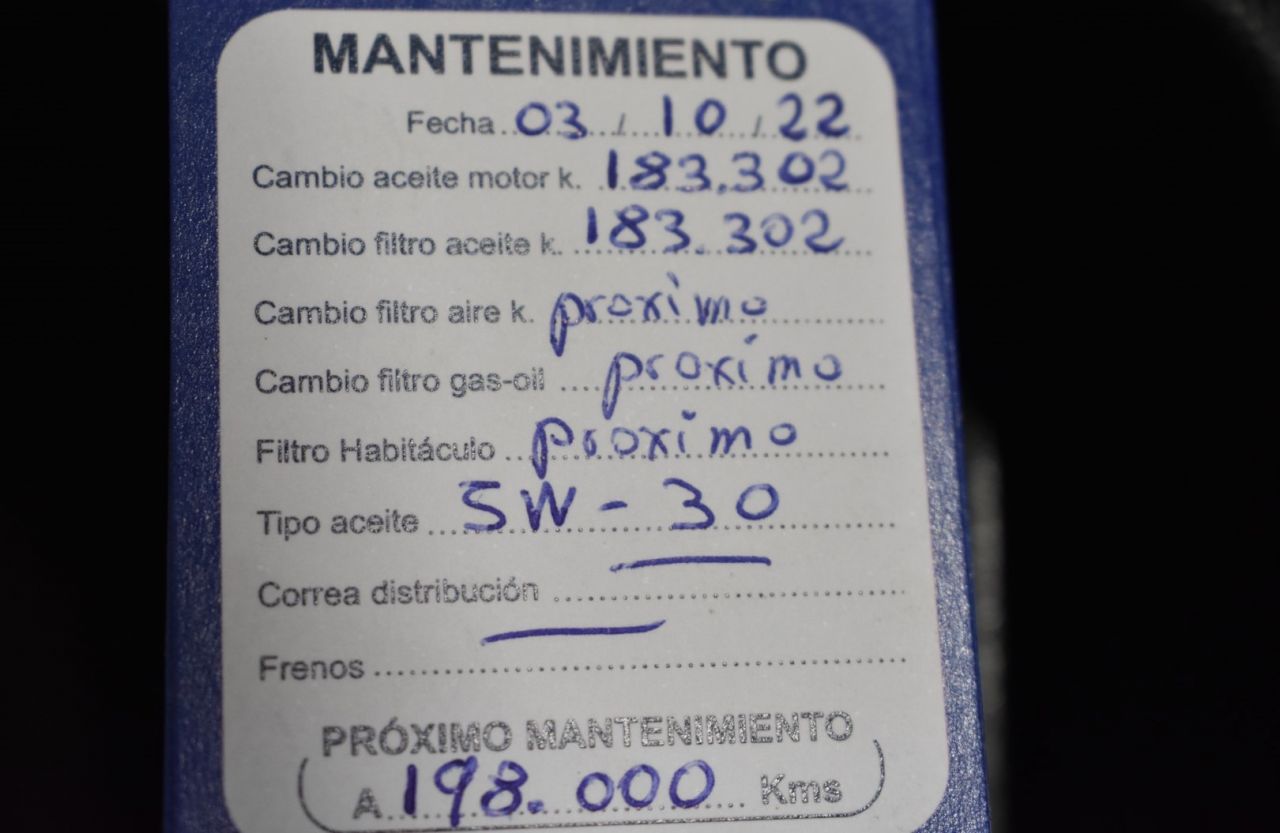 MANTENIMIENTO
Fecha 03 / 10 / 22
Cambio aceite motor k. 183.302
Cambio filtro aceite k. 183.302
Cambio filtro aire k. proximo
Cambio filtro gas-oil proximo
Filtro Habitáculo proximo
Tipo aceite 5W-30
Correa distribución
Frenos
PRÓXIMO MANTENIMIENTO
A 198.000 Kms